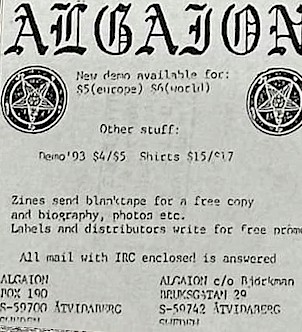 ALGAION
New demo available for:
$5(europe) $6(world)
Other stuff:
Demo'93 $4/$5 Shirts $15/$17
Zines send blanktape for a free copy
and biography, photos etc.
Labels and distributors write for free promo
All mail with IRC enclosed is answered
ALGAION
BOX 190
S-59700 ÅTVIDABERG
SWEDEN
ALGAION c/o Björkman
BRUKSGATAN 29
S-59742 ÅTVIDABERG
SWEDEN